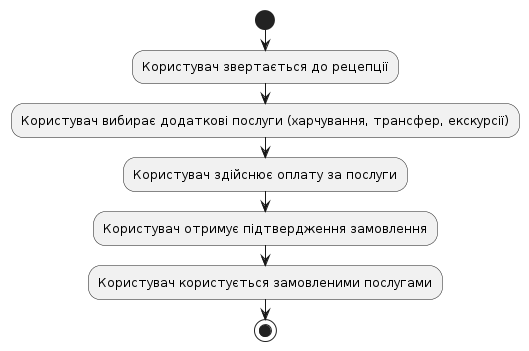 Користувач звертається до рецепції
Користувач вибирає додаткові послуги (харчування, трансфер, екскурсії)
Користувач здійснює оплату за послуги
Користувач отримує підтвердження замовлення
Користувач користується замовленими послугами